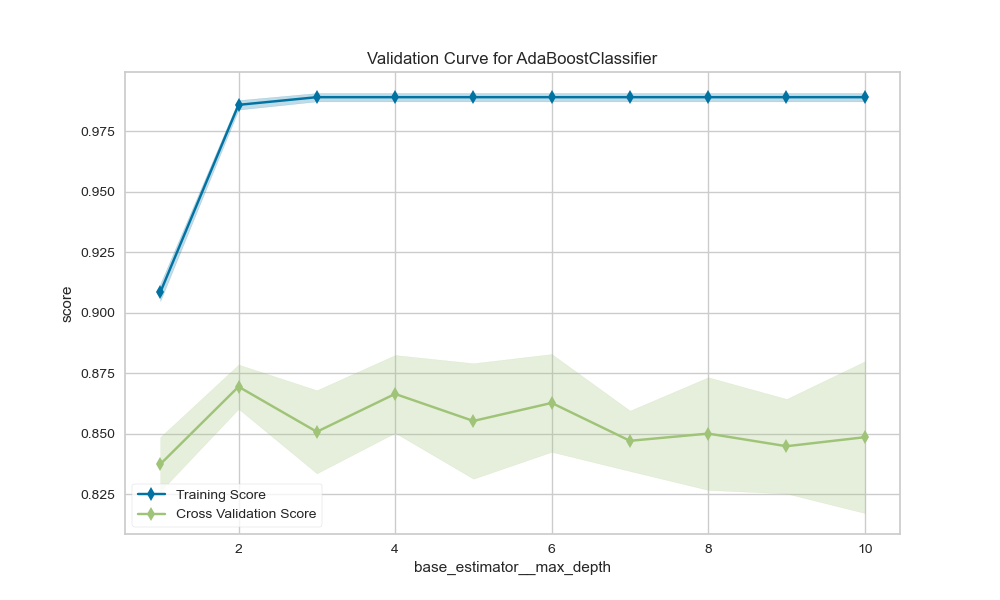 Validation Curve for AdaBoostClassifier
score
0.975
0.950
0.925
0.900
0.875
0.850
0.825
Training Score
Cross Validation Score
2 4 6 8 10
base_estimator__max_depth